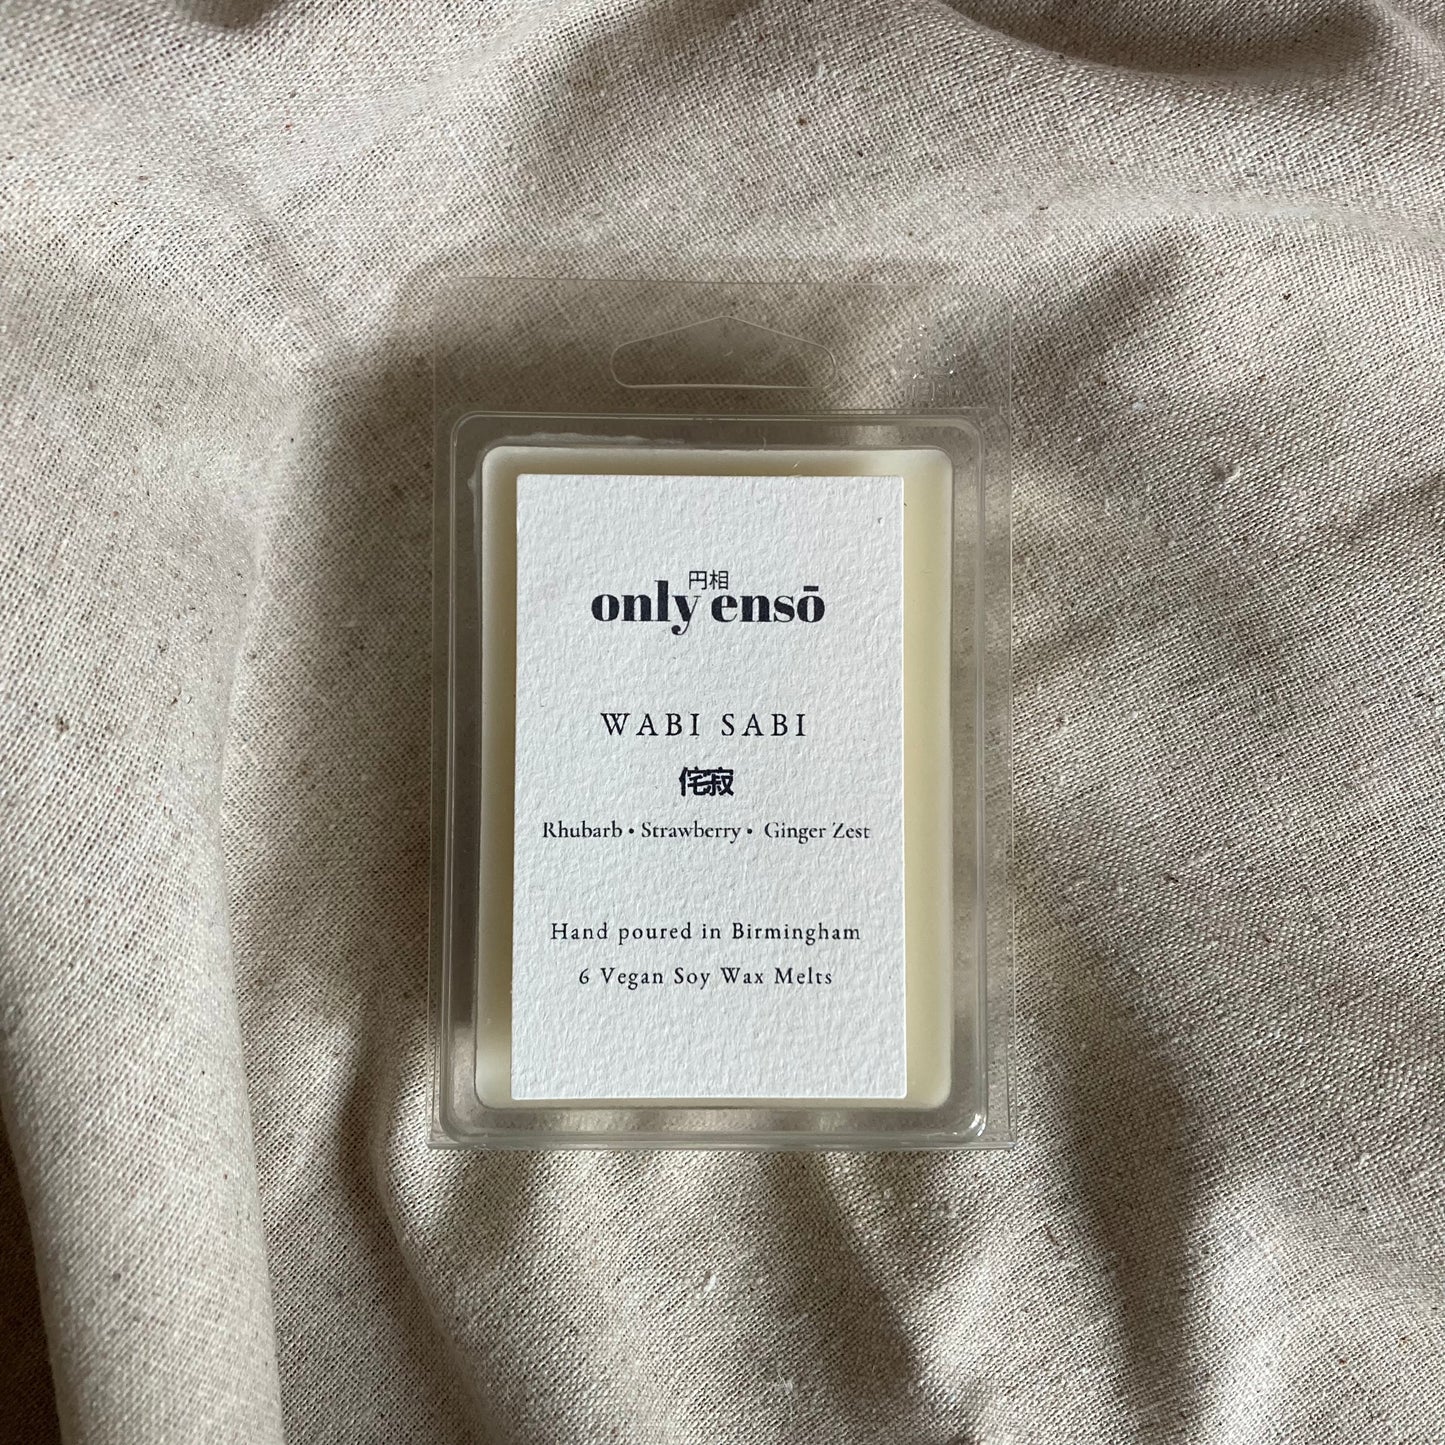 円相
only ensō
WABI SABI
侘寂
Rhubarb • Strawberry • Ginger Zest
Hand poured in Birmingham
6 Vegan Soy Wax Melts